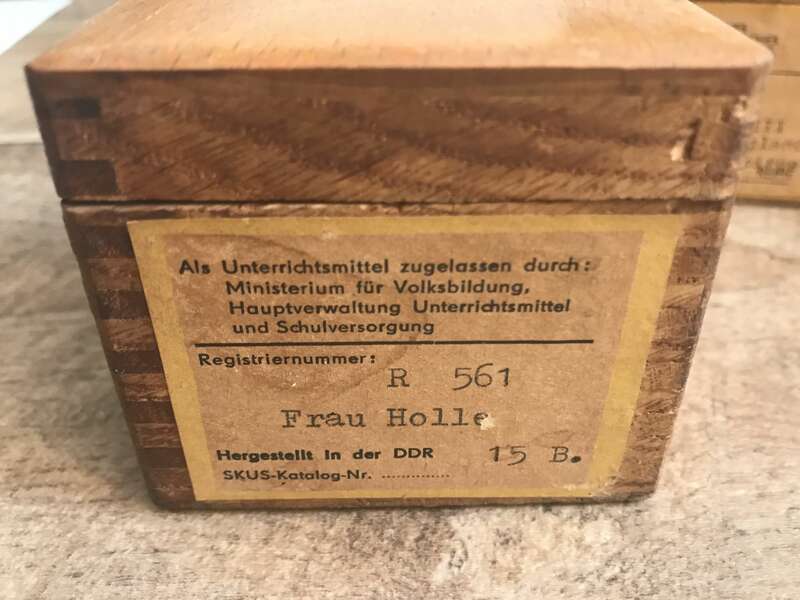 Als Unterrichtsmittel zugelassen durch:
Ministerium für Volksbildung,
Hauptverwaltung Unterrichtsmittel
und Schulversorgung
Registriernummer:
R 561
Frau Holle
Hergestellt in der DDR 15 B.
SKUS-Katalog-Nr. ..............